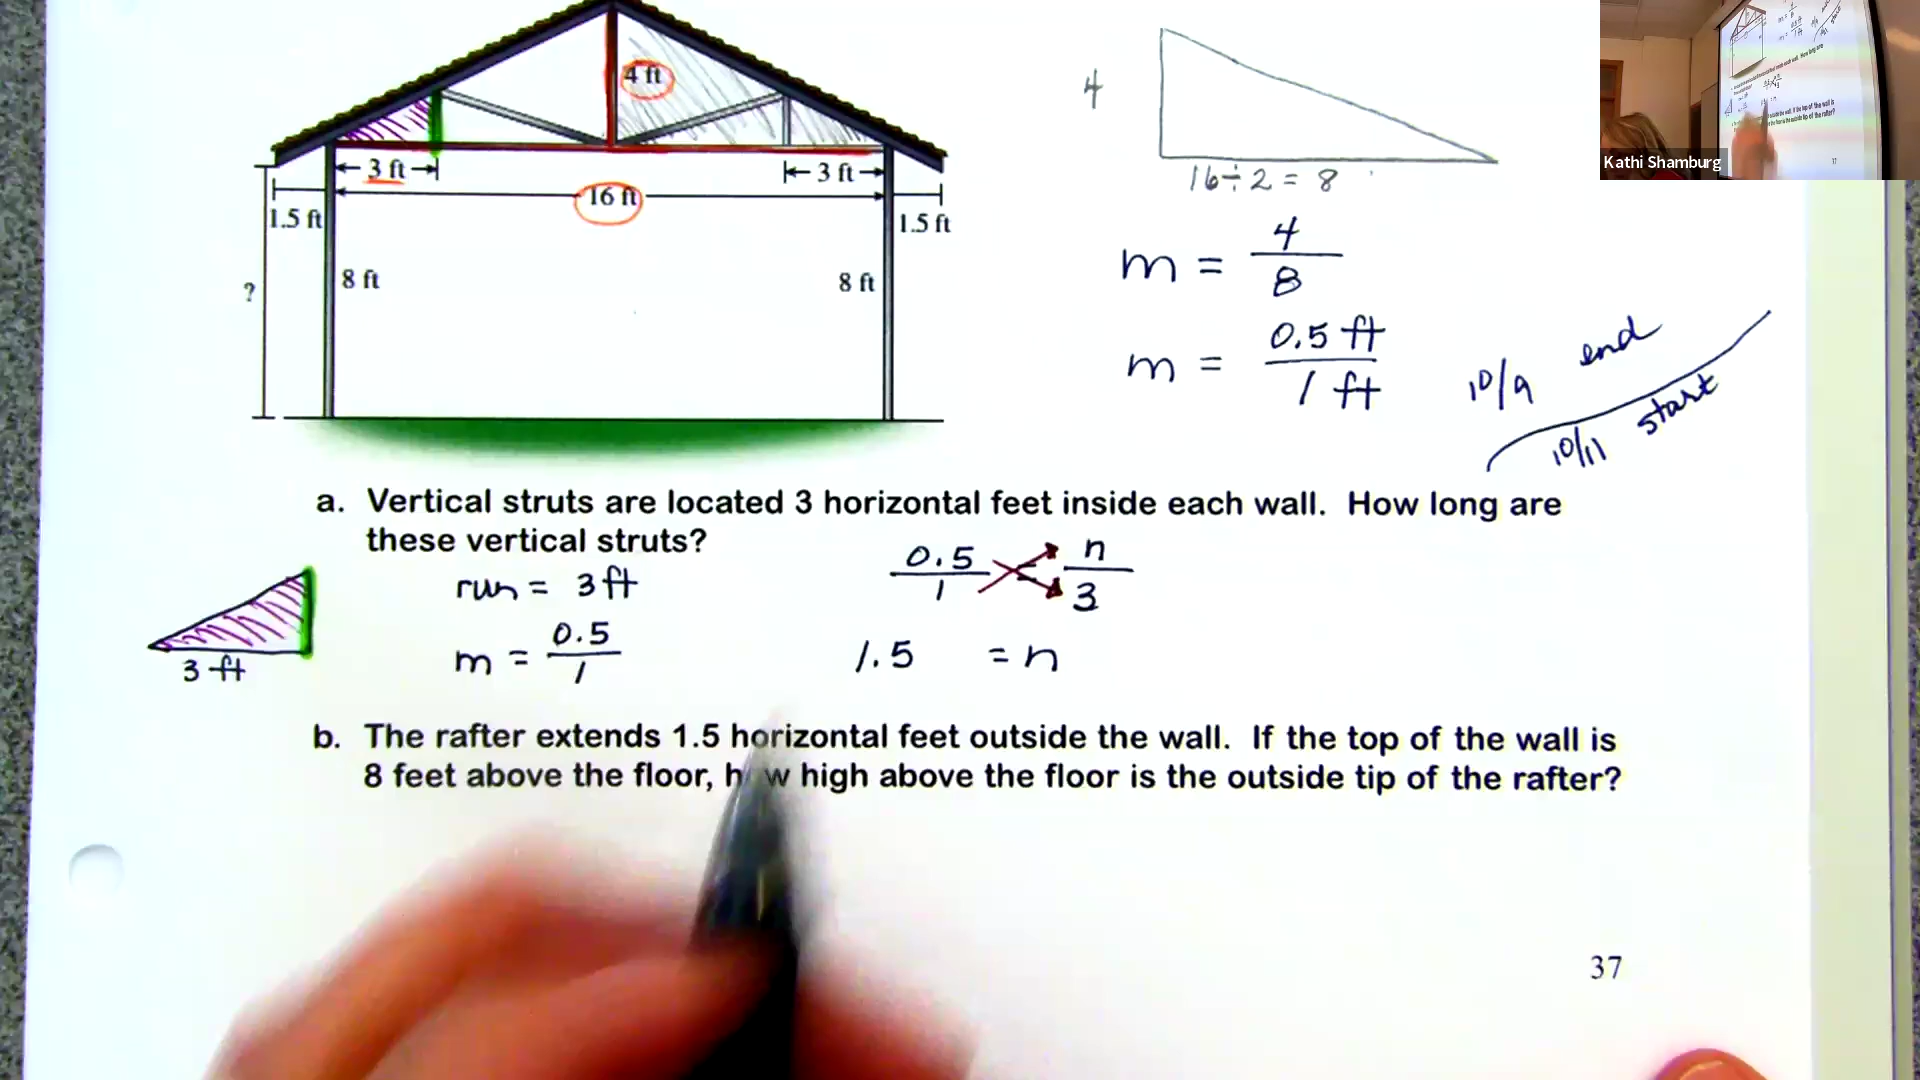 4 ft
3 ft
3 ft
16 ft
1.5 ft
1.5 ft
8 ft
8 ft
?
4
16÷2 = 8
m = 4/8
m = 0.5 ft/1 ft
10/9 end
10/11 start
Kathi Shamburg
a. Vertical struts are located 3 horizontal feet inside each wall. How long are
these vertical struts?
run = 3 ft
0.5/1 = n/3
m = 0.5/1
1.5 = n
3 ft
b. The rafter extends 1.5 horizontal feet outside the wall. If the top of the wall is
8 feet above the floor, how high above the floor is the outside tip of the rafter?
37